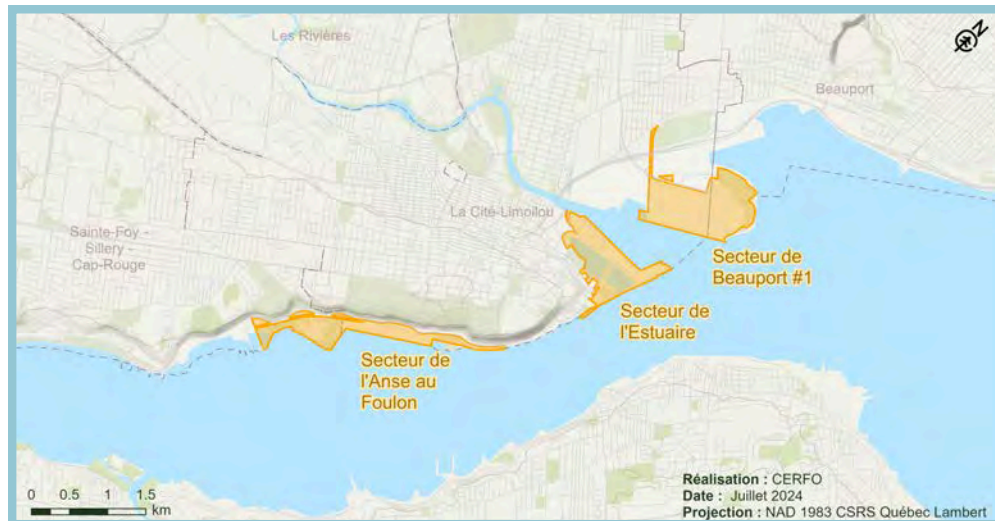 Les Rivières
N
Beauport
La Cité-Limoilou
Sainte-Foy -
Sillery -
Cap-Rouge
Secteur de
Beauport #1
Secteur de
l'Estuaire
Secteur de
l'Anse au
Foulon
0 0.5 1 1.5
km
Réalisation : CERFO
Date : Juillet 2024
Projection : NAD 1983 CSRS Québec Lambert